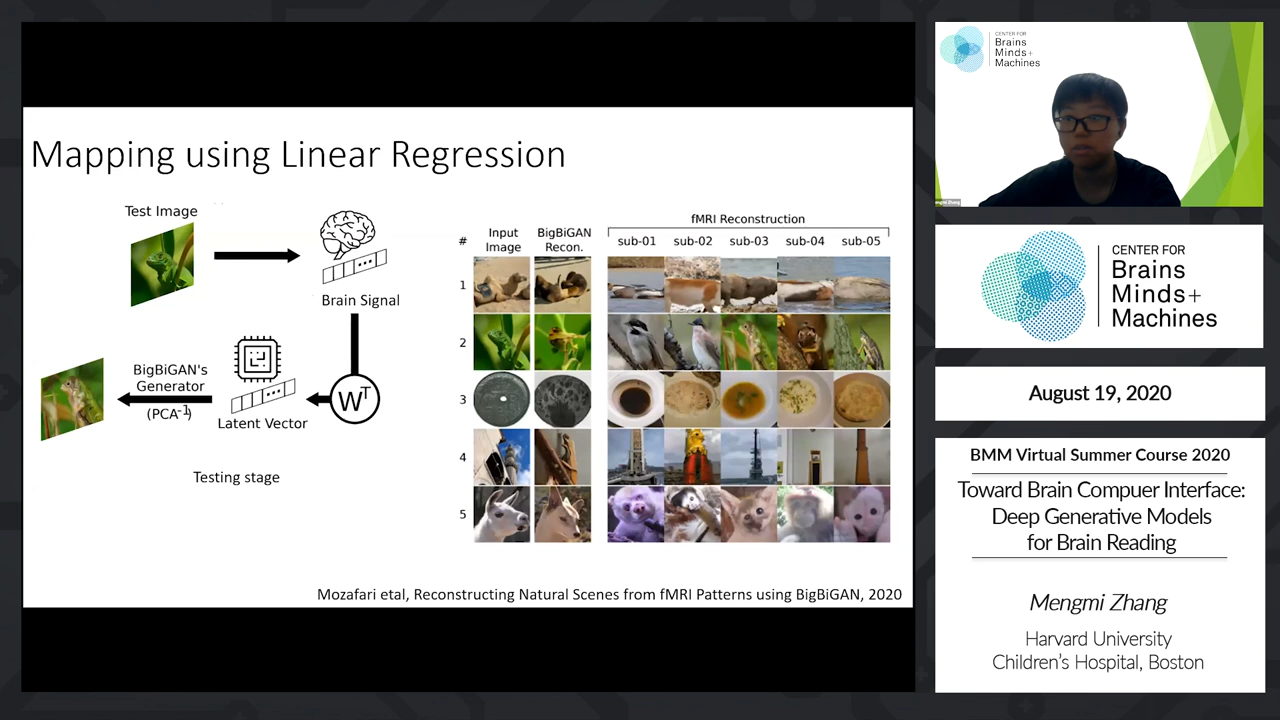 Mapping using Linear Regression
Test Image
Brain Signal
BigBiGAN's
Generator
(PCA⁻¹)
Latent Vector
Wᵀ
Testing stage
fMRI Reconstruction
# Input Image BigBiGAN Recon. sub-01 sub-02 sub-03 sub-04 sub-05
1
2
3
4
5
Mozafari etal, Reconstructing Natural Scenes from fMRI Patterns using BigBiGAN, 2020
CENTER FOR
Brains
Minds+
Machines
CENTER FOR
Brains
Minds+
Machines
August 19, 2020
BMM Virtual Summer Course 2020
Toward Brain Compuer Interface:
Deep Generative Models
for Brain Reading
Mengmi Zhang
Harvard University
Children's Hospital, Boston